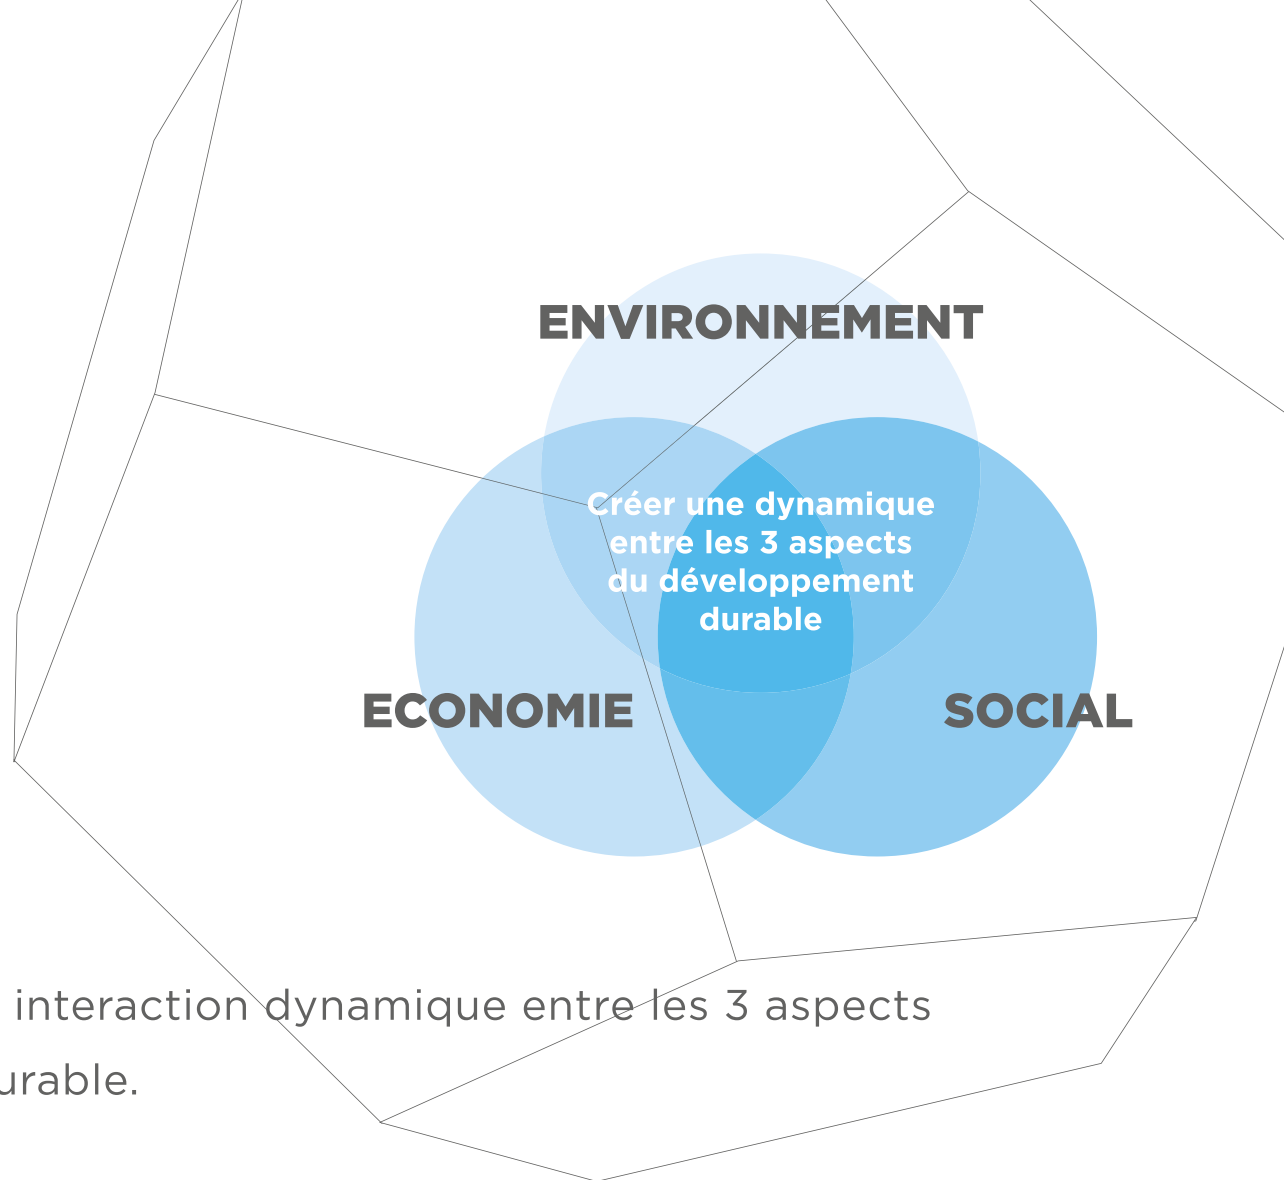 ENVIRONNEMENT
Créer une dynamique
entre les 3 aspects
du développement
durable
ECONOMIE
SOCIAL
interaction dynamique entre les 3 aspects
urable.